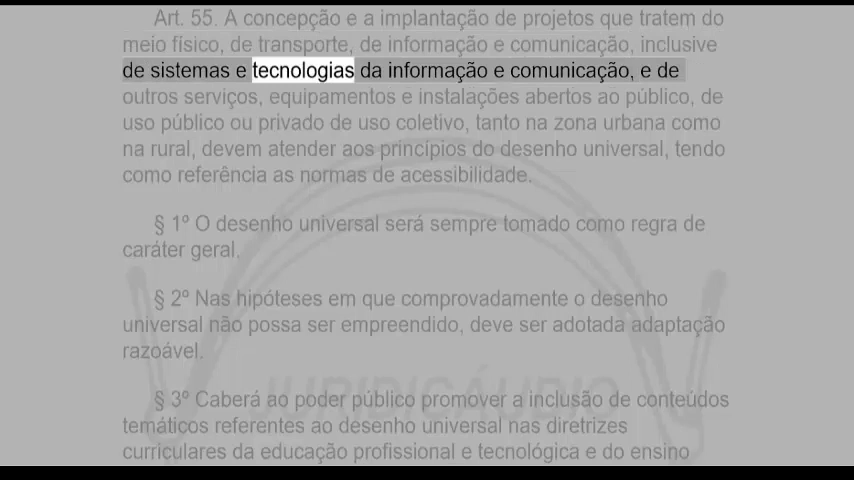 Art. 55. A concepção e a implantação de projetos que tratem do
meio físico, de transporte, de informação e comunicação, inclusive
de sistemas e tecnologias da informação e comunicação, e de
outros serviços, equipamentos e instalações abertos ao público, de
uso público ou privado de uso coletivo, tanto na zona urbana como
na rural, devem atender aos princípios do desenho universal, tendo
como referência as normas de acessibilidade.
§ 1º O desenho universal será sempre tomado como regra de
caráter geral.
§ 2º Nas hipóteses em que comprovadamente o desenho
universal não possa ser empreendido, deve ser adotada adaptação
razoável.
JURIDICÁUDIO
§ 3º Caberá ao poder público promover a inclusão de conteúdos
temáticos referentes ao desenho universal nas diretrizes
curriculares da educação profissional e tecnológica e do ensino